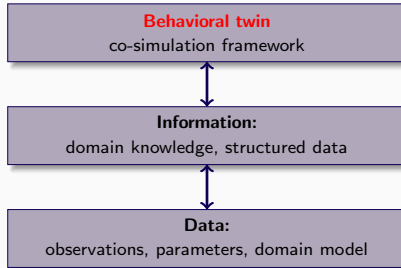 Behavioral twin
co-simulation framework
Information:
domain knowledge, structured data
Data:
observations, parameters, domain model